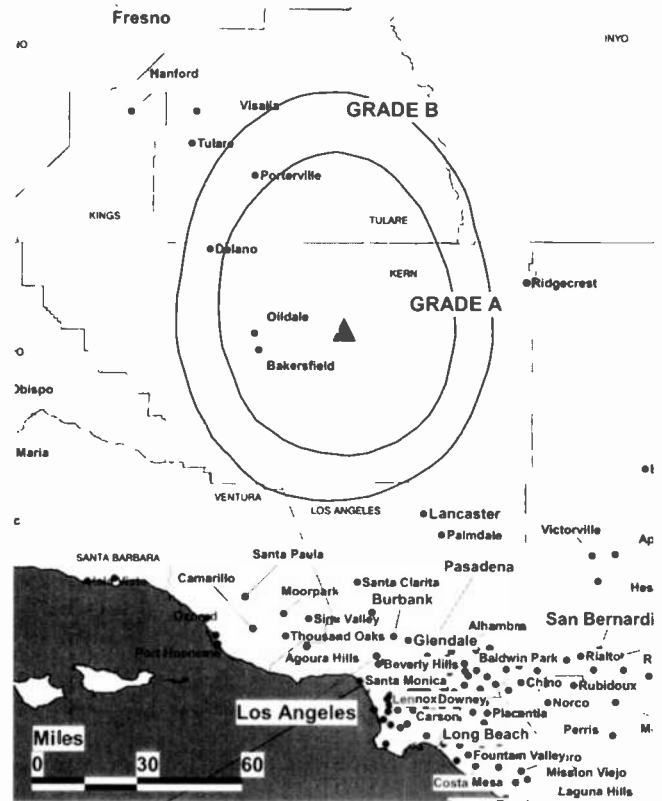 Fresno
INYO
Hanford
Visalia
GRADE B
Tulare
Porterville
KINGS
TULARE
Delano
KERN
Ridgecrest
GRADE A
Oildale
Bakersfield
Obispo
Maria
VENTURA
LOS ANGELES
Lancaster
Palmdale
Victorville
SANTA BARBARA
Santa Paula
Ap
Camarillo
Pasadena
Santa Clarita
Hes
Moorpark
Burbank
Simi Valley
Alhambra
San Bernardi
Thousand Oaks
Glendale
Agoura Hills
Beverly Hills
Baldwin Park
Rialto
R
Santa Monica
Chino
Rubidoux
Lennox
Downey
Norco
Los Angeles
Carson
Placentia
Miles
Long Beach
Perris
M
0 30 60
Fountain Valley
Mission Viejo
Costa Mesa
Laguna Hills